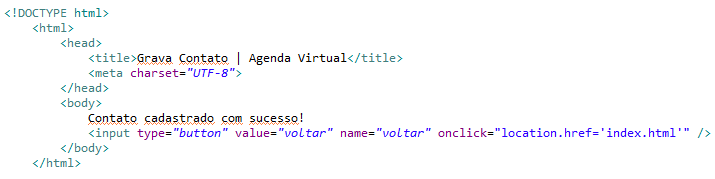 <!DOCTYPE html>
<html>
<head>
<title>Grava Contato | Agenda Virtual</title>
<meta charset="UTF-8">
</head>
<body>
Contato cadastrado com sucesso!
<input type="button" value="voltar" name="voltar" onclick="location.href='index.html'" />
</body>
</html>